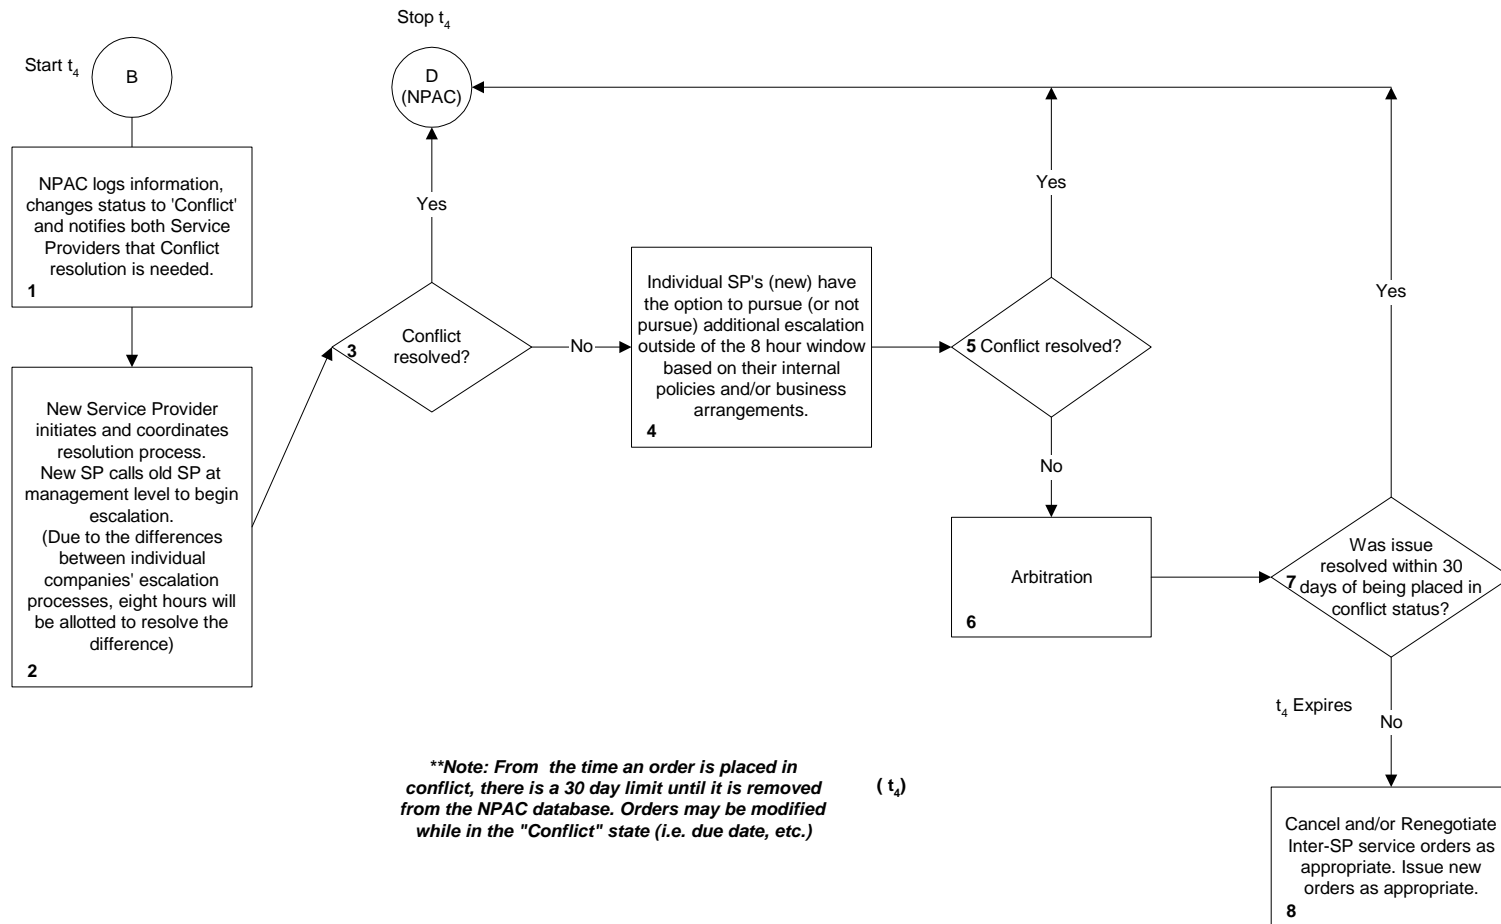 Stop t4
Start t4
B
D
(NPAC)
NPAC logs information,
changes status to 'Conflict'
and notifies both Service
Providers that Conflict
resolution is needed.
1
New Service Provider
initiates and coordinates
resolution process.
New SP calls old SP at
management level to begin
escalation.
(Due to the differences
between individual
companies' escalation
processes, eight hours will
be allotted to resolve the
difference)
2
Yes
3
Conflict
resolved?
No
Individual SP's (new) have
the option to pursue (or not
pursue) additional escalation
outside of the 8 hour window
based on their internal
policies and/or business
arrangements.
4
Yes
5 Conflict resolved?
No
Arbitration
6
Yes
Was issue
resolved within 30
7 days of being placed in
conflict status?
t4 Expires
No
Cancel and/or Renegotiate
Inter-SP service orders as
appropriate. Issue new
orders as appropriate.
8
**Note: From the time an order is placed in
conflict, there is a 30 day limit until it is removed
from the NPAC database. Orders may be modified
while in the "Conflict" state (i.e. due date, etc.)
( t4)